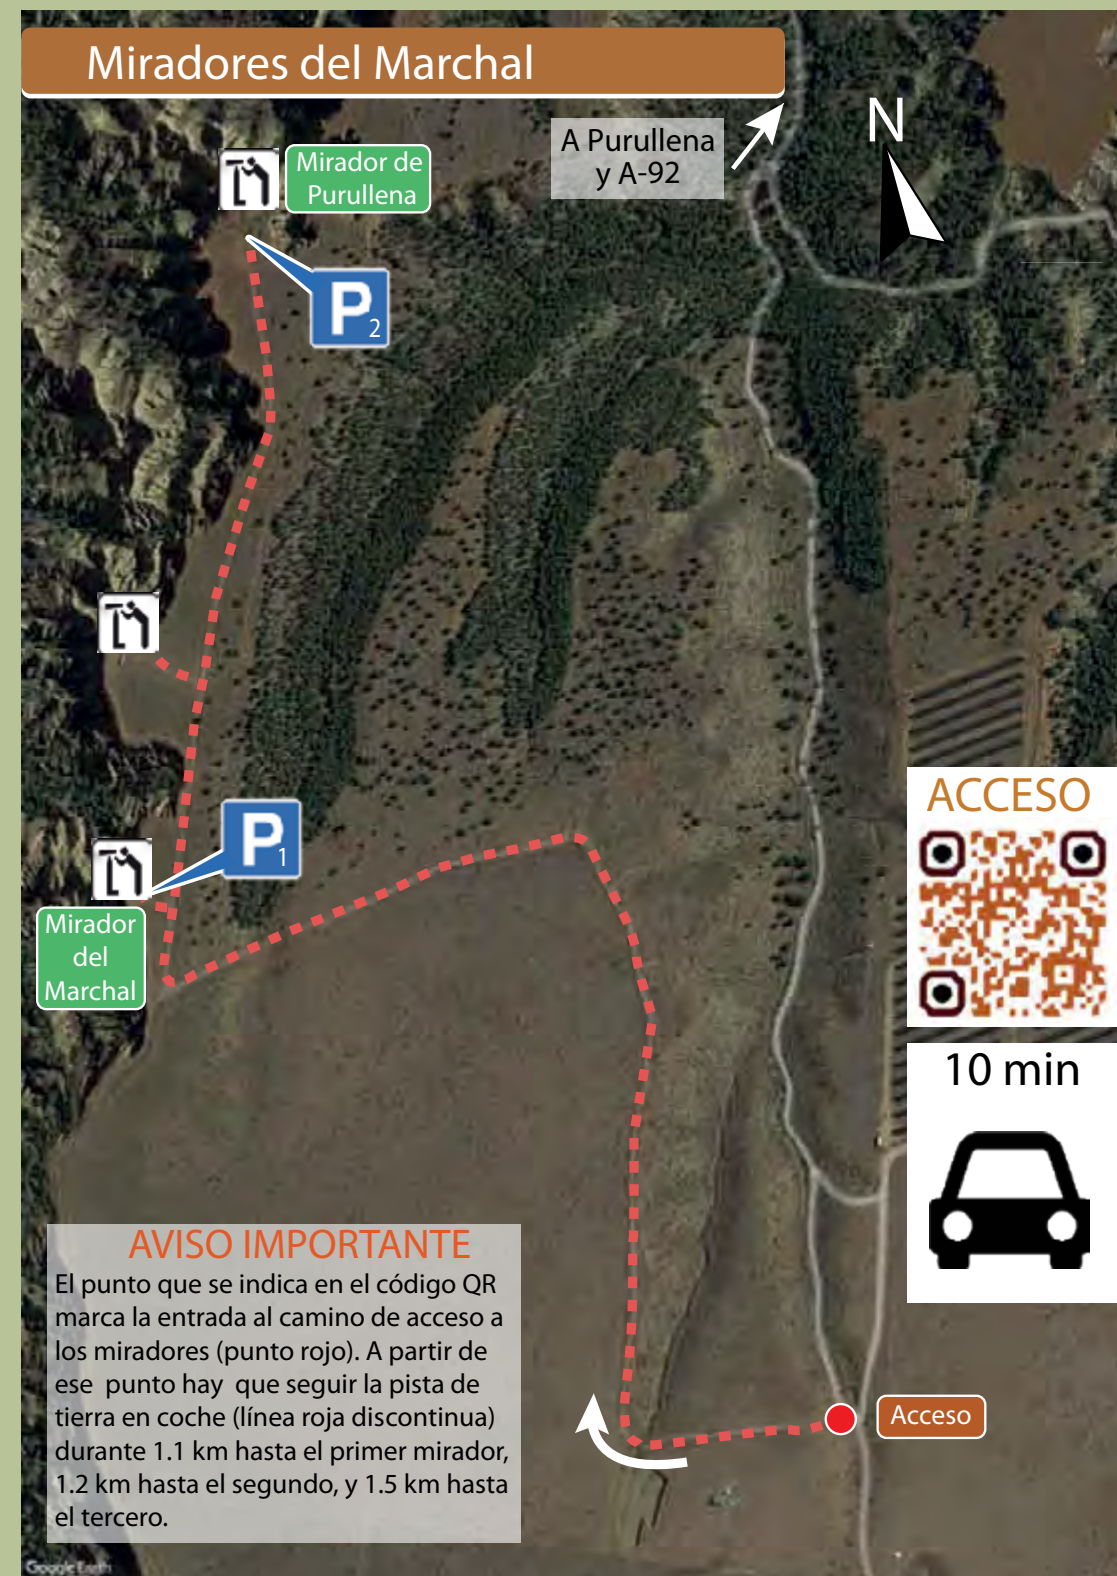 Miradores del Marchal
A Purullena
y A-92
N
Mirador de
Purullena
P2
P1
Mirador
del
Marchal
ACCESO
10 min
AVISO IMPORTANTE
El punto que se indica en el código QR
marca la entrada al camino de acceso a
los miradores (punto rojo). A partir de
ese punto hay que seguir la pista de
tierra en coche (línea roja discontinua)
durante 1.1 km hasta el primer mirador,
1.2 km hasta el segundo, y 1.5 km hasta
el tercero.
Acceso
Google Earth